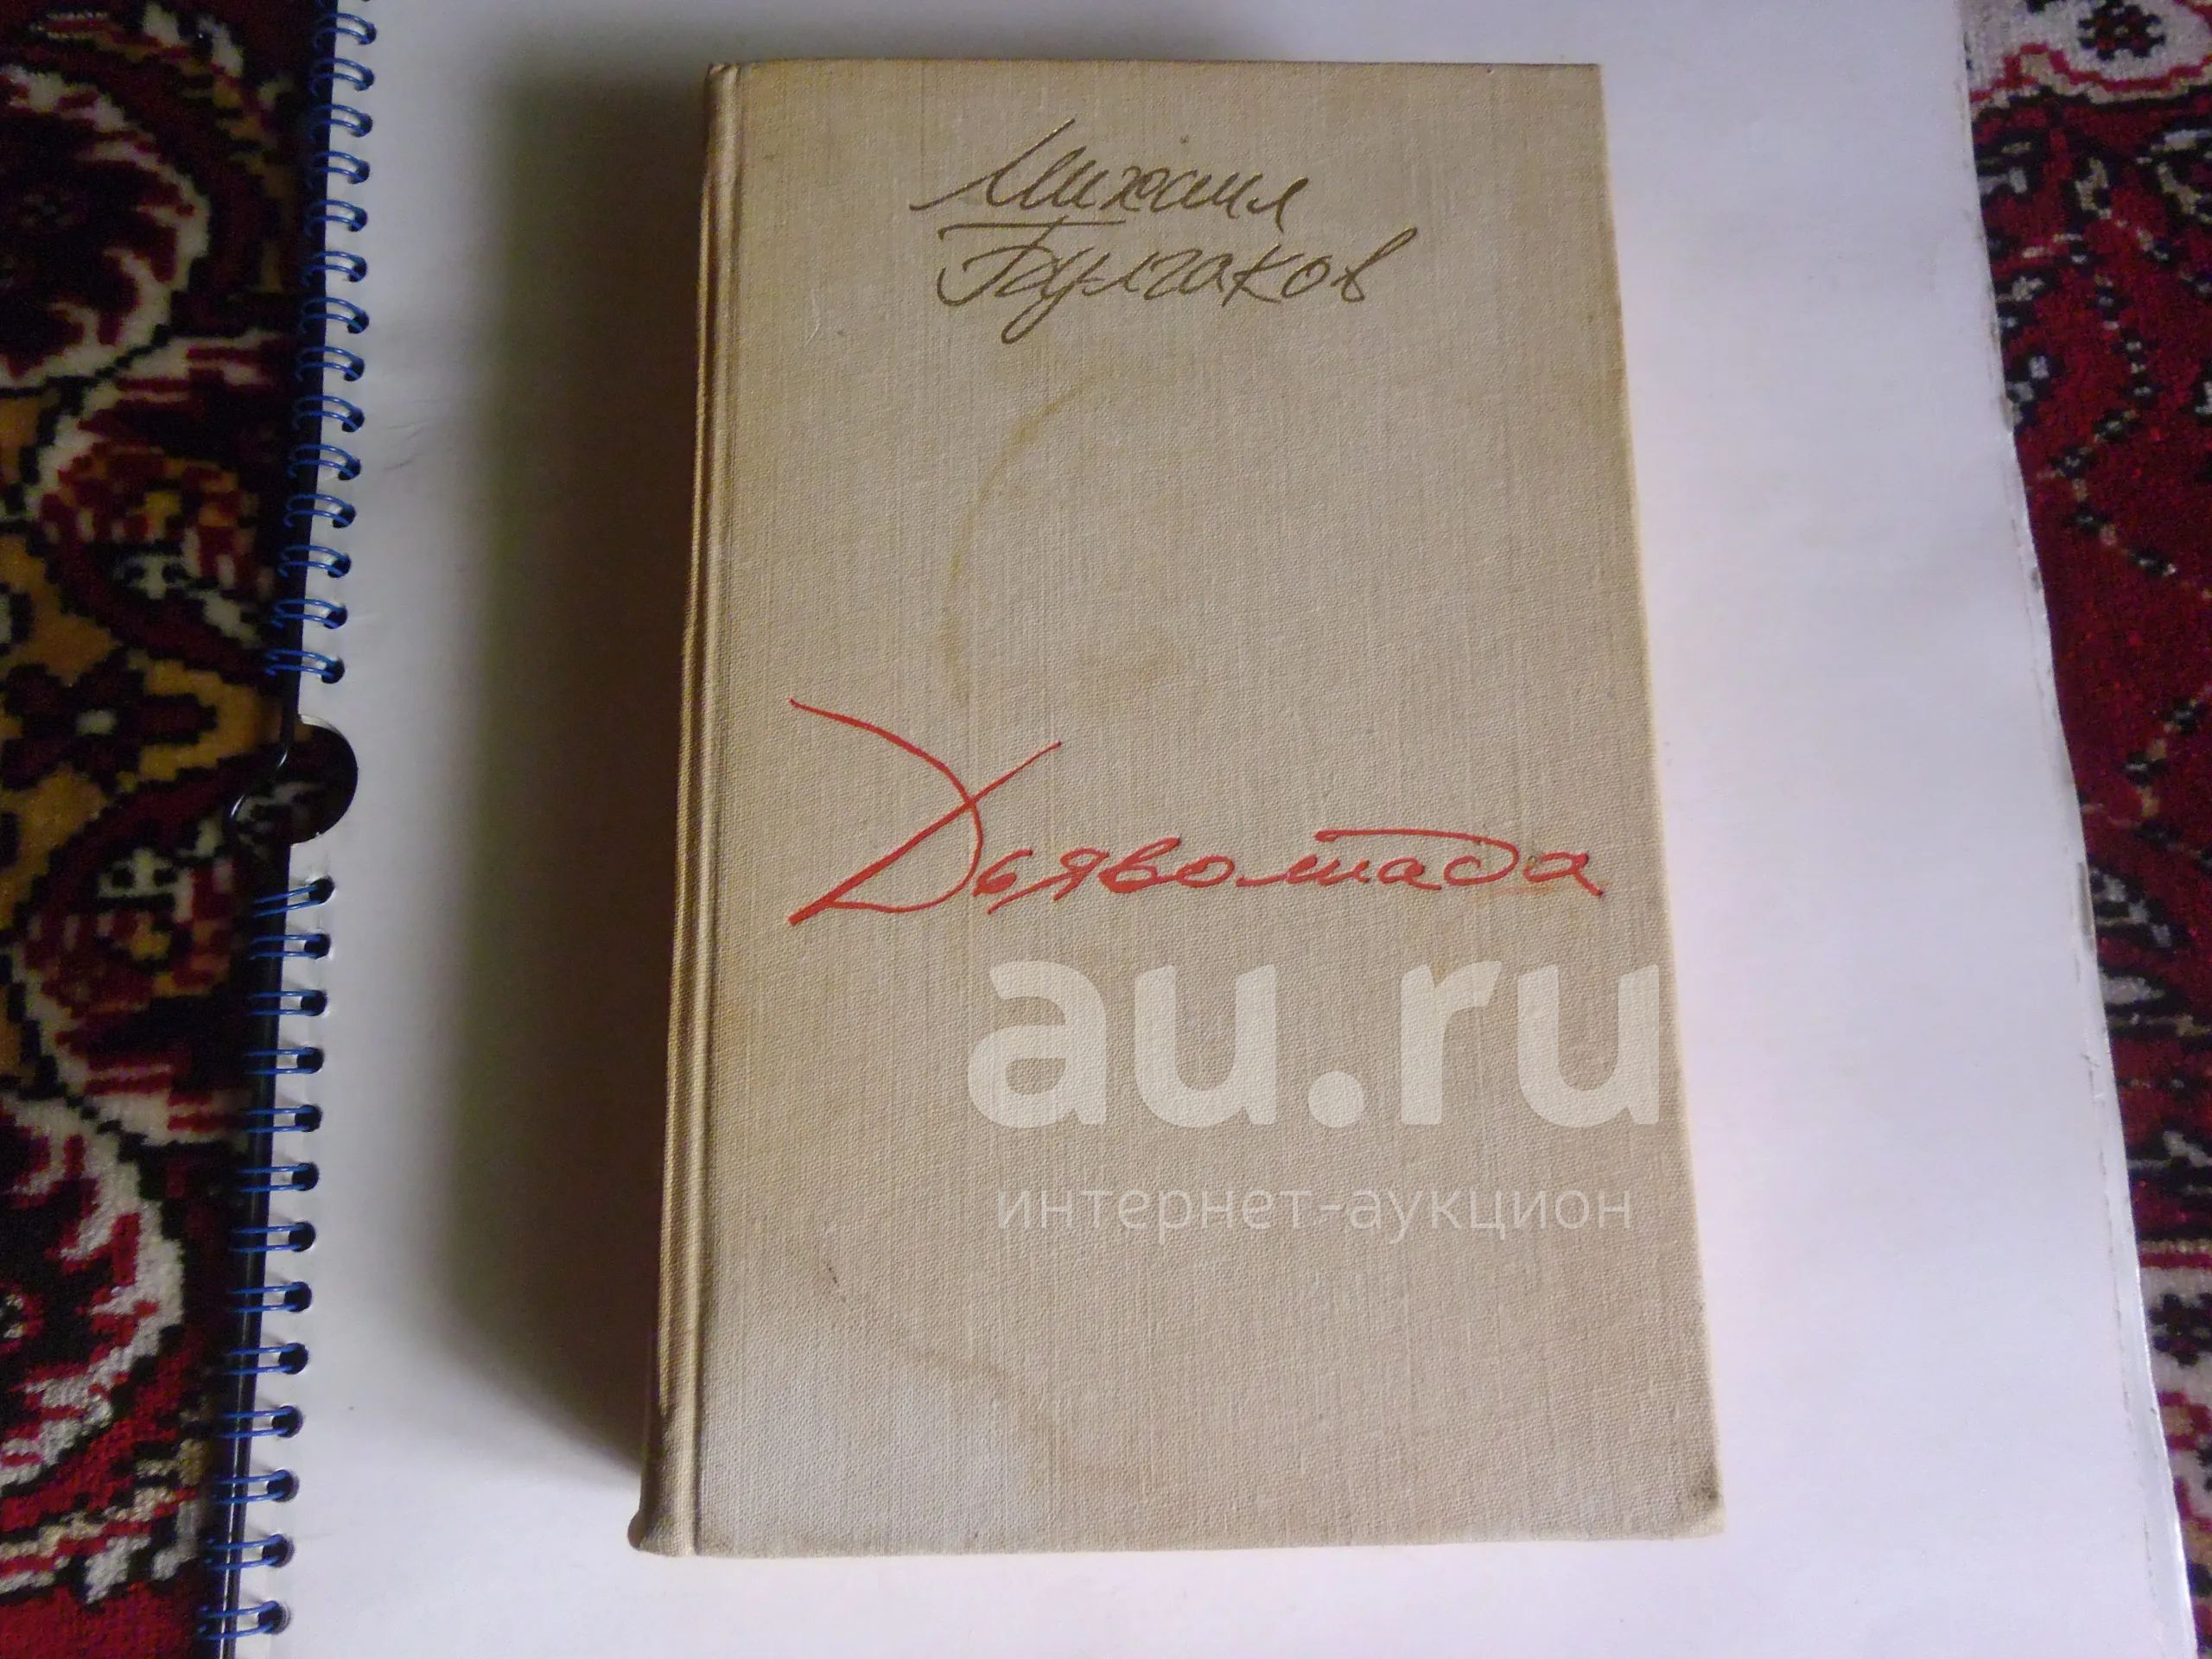 Михаил
Булгаков
Дьяволиада
au.ru
интернет-аукцион